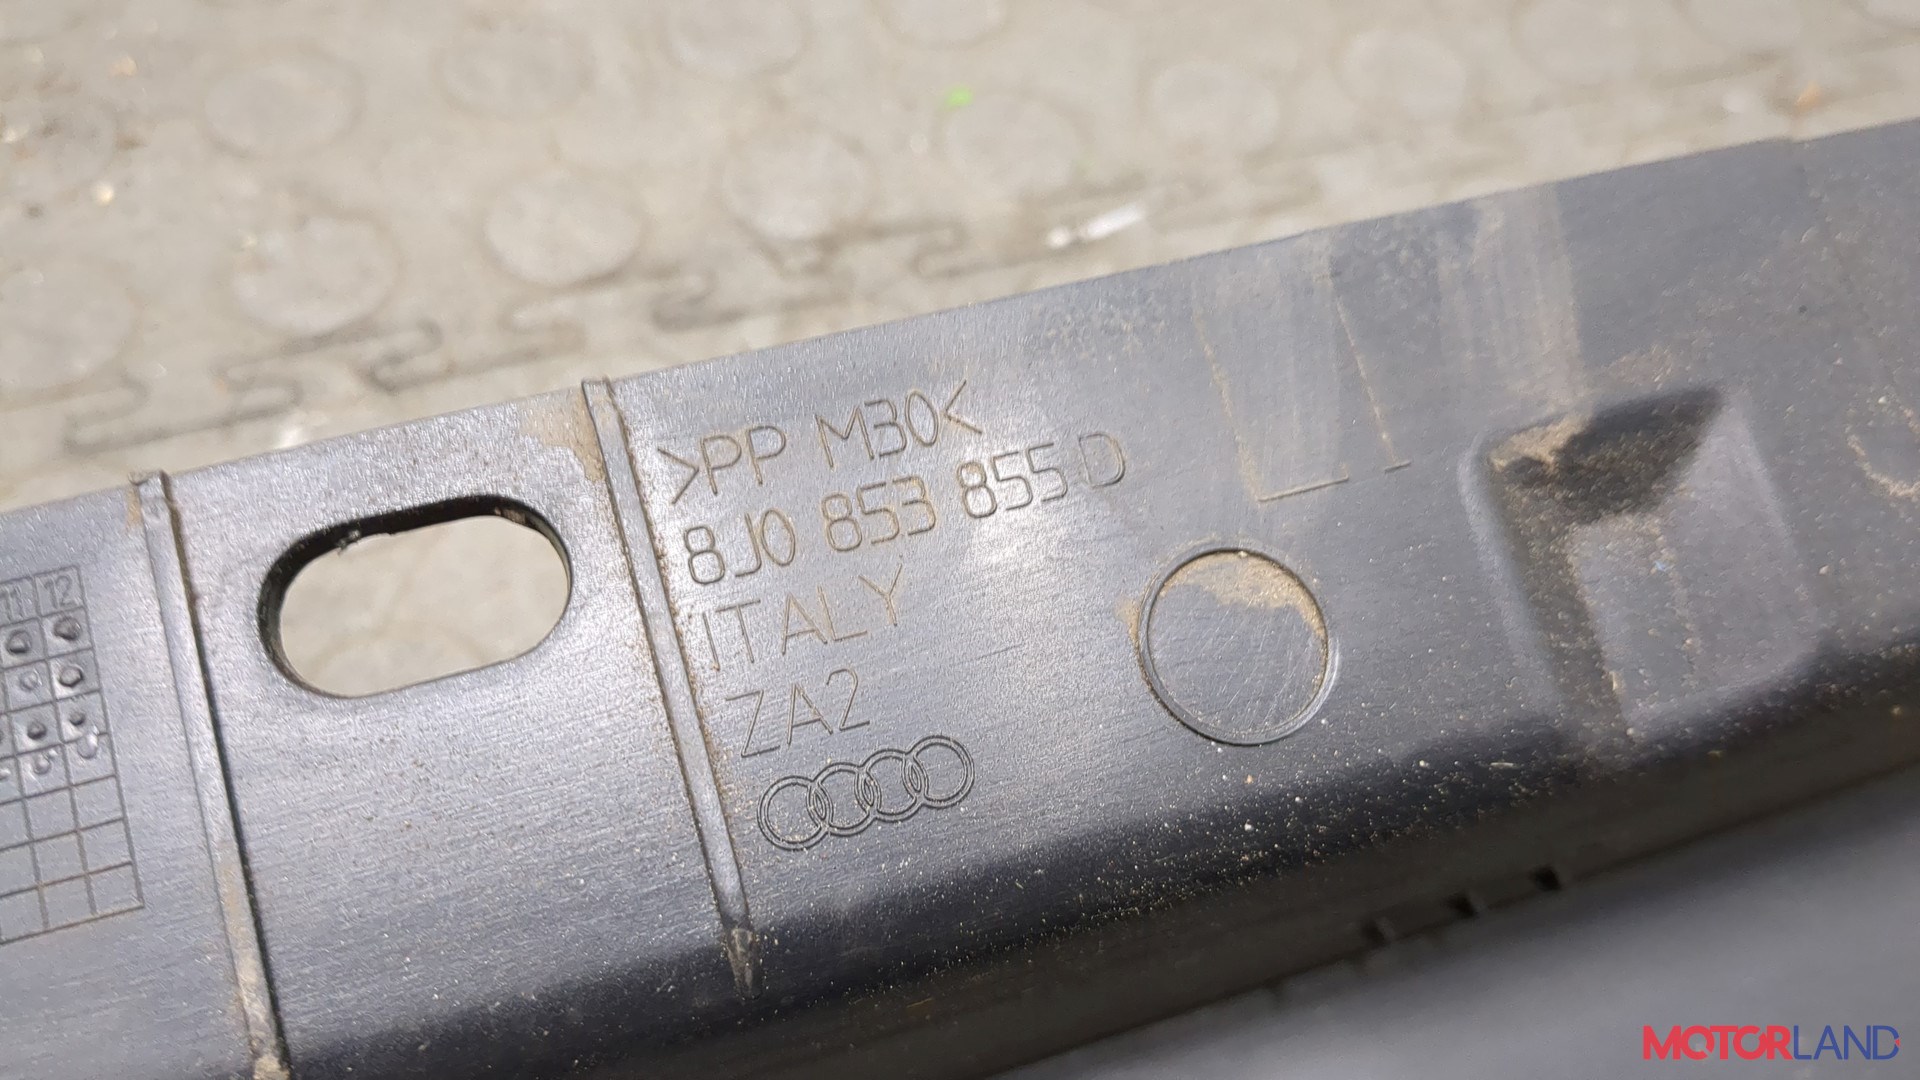 >PP M30<
8J0 853 855 D
ITALY
ZA2
11 12
MOTORLAND